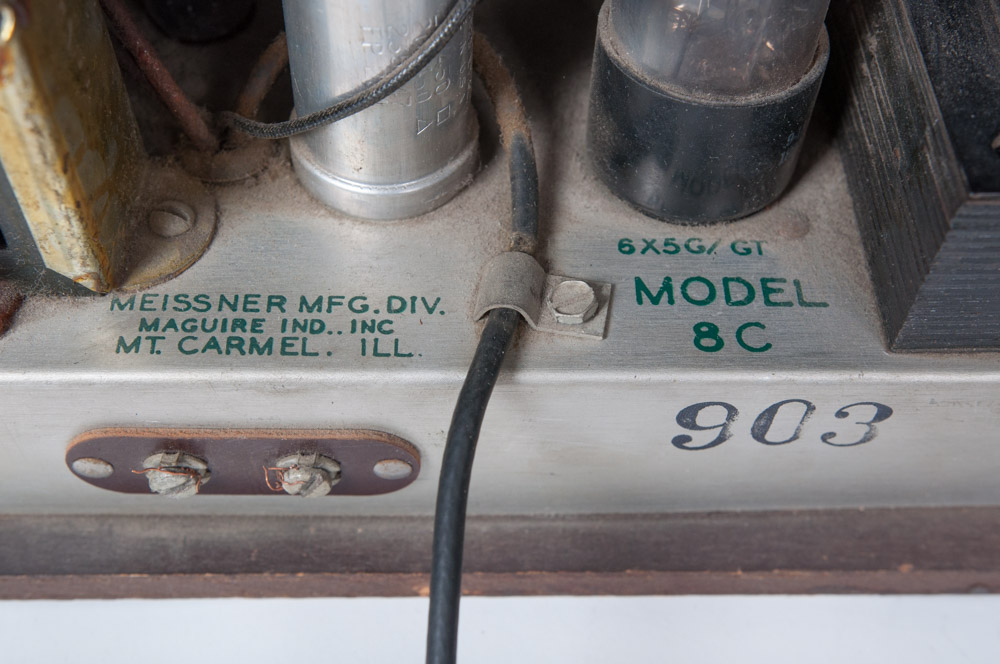 6X5G/GT
MODEL
8C
MEISSNER MFG. DIV.
MAGUIRE IND., INC
MT. CARMEL. ILL.
903